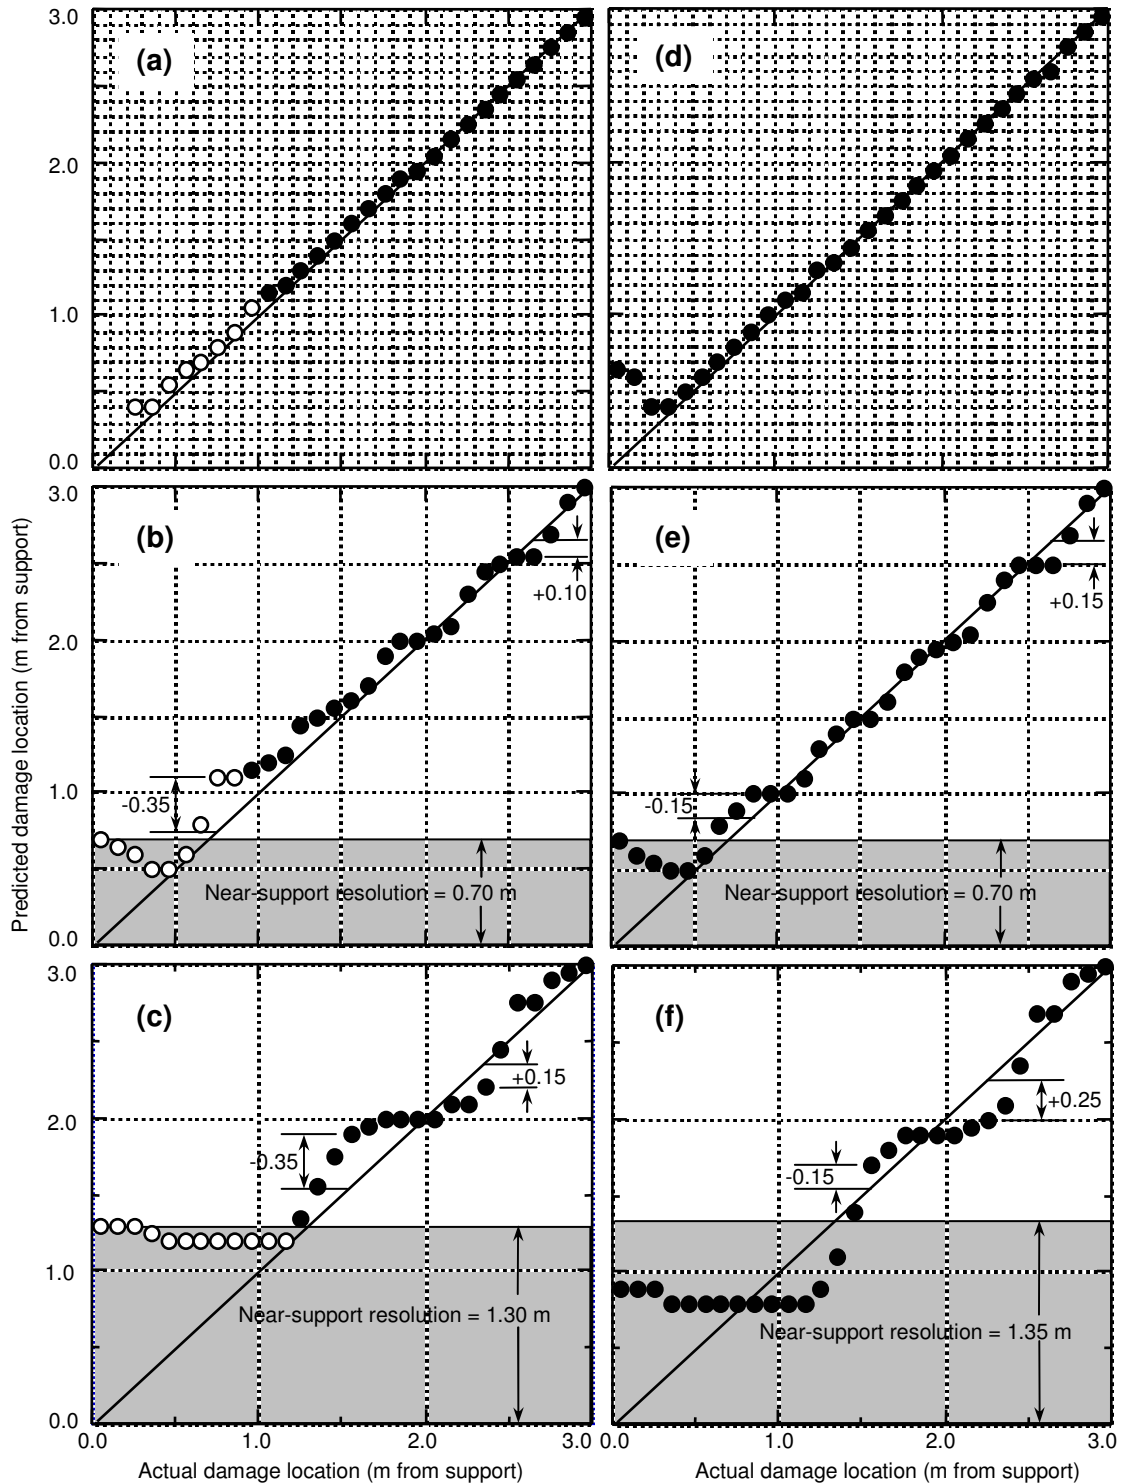 3.0
(a)
(d)
2.0
1.0
0.0
3.0
(b)
(e)
+0.10
+0.15
2.0
1.0
-0.35
-0.15
Near-support resolution = 0.70 m
Near-support resolution = 0.70 m
0.0
Predicted damage location (m from support)
3.0
(c)
(f)
+0.15
+0.25
2.0
-0.35
-0.15
1.0
Near-support resolution = 1.30 m
Near-support resolution = 1.35 m
0.0
0.0 1.0 2.0 3.0
0.0 1.0 2.0 3.0
Actual damage location (m from support)
Actual damage location (m from support)